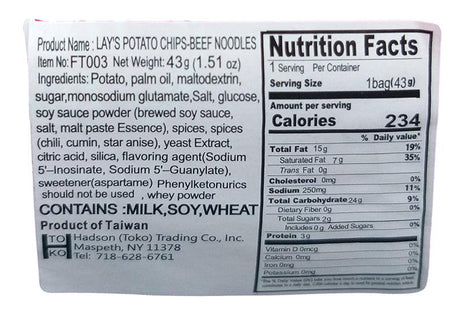 Product Name : LAY'S POTATO CHIPS-BEEF NOODLES
Item No: FT003 Net Weight: 43g (1.51 oz)
Ingredients: Potato, palm oil, maltodextrin,
sugar,monosodium glutamate,Salt, glucose,
soy sauce powder (brewed soy sauce,
salt, malt paste Essence), spices, spices
(chili, cumin, star anise), yeast Extract,
citric acid, silica, flavoring agent(Sodium
5'-Inosinate, Sodium 5'-Guanylate),
sweetener(aspartame) Phenylketonurics
should not be used , whey powder
CONTAINS :MILK,SOY,WHEAT
Product of Taiwan
TO
KO
Hadson (Toko) Trading Co., Inc.
Maspeth, NY 11378
Tel: 718-628-6761
Nutrition Facts
1 Serving Per Container
Serving Size 1bag(43g)
Amount per serving
Calories 234
% Daily value*
Total Fat 15g 19%
Saturated Fat 7g 35%
Trans Fat 0g
Cholesterol 0mg 0%
Sodium 250mg 11%
Total Carbohydrate 24g 9%
Dietary Fiber 0g 0%
Total Sugars 2g
Includes 0g Added Sugars 0%
Protein 3g
Vitamin D 0mcg 0%
Calcium 0mg 0%
Iron 0mg 0%
Potassium 0mg 0%